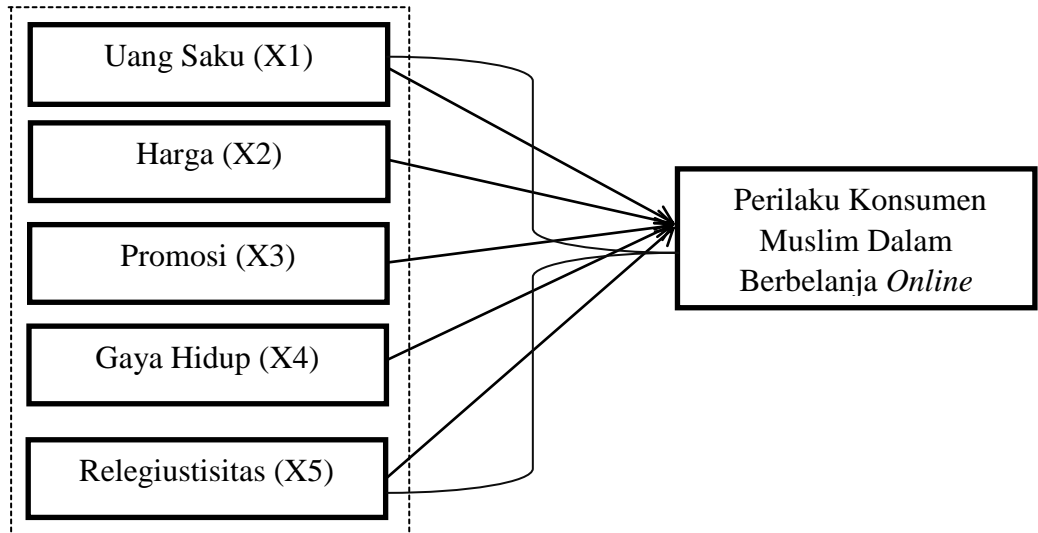 Uang Saku (X1)
Harga (X2)
Promosi (X3)
Gaya Hidup (X4)
Relegiustisitas (X5)
Perilaku Konsumen
Muslim Dalam
Berbelanja Online